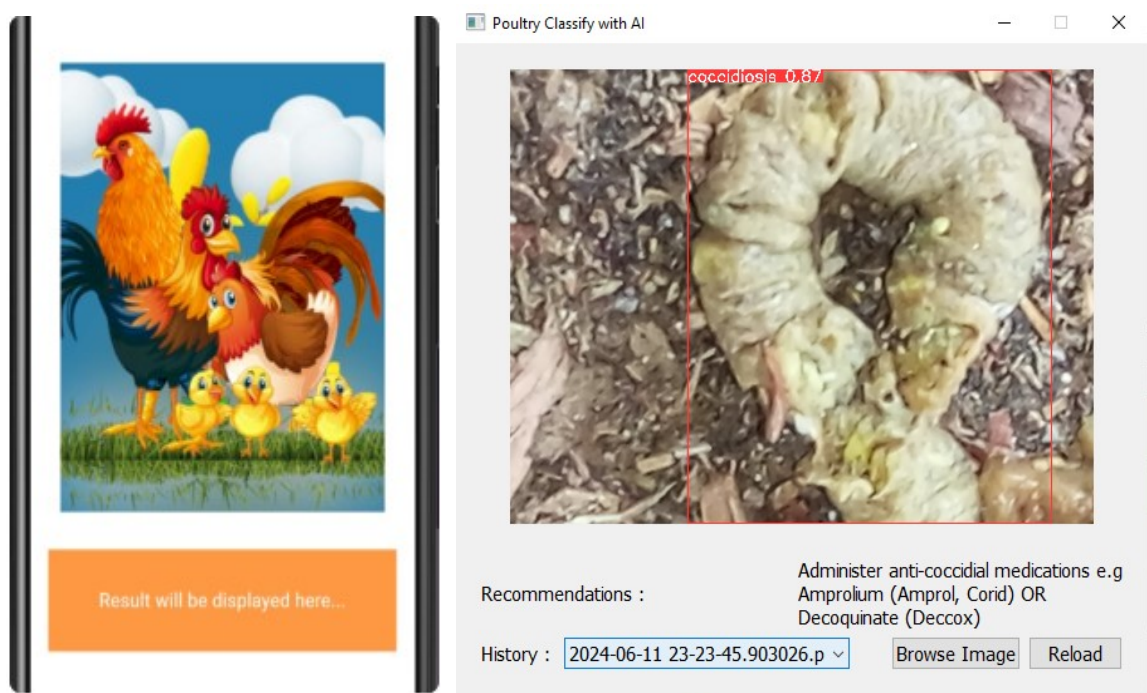 Result will be displayed here...
Poultry Classify with AI
coccidiosis 0.87
Recommendations :
Administer anti-coccidial medications e.g
Amprolium (Amprol, Corid) OR
Decoquinate (Deccox)
History :
2024-06-11 23-23-45.903026.p
Browse Image
Reload